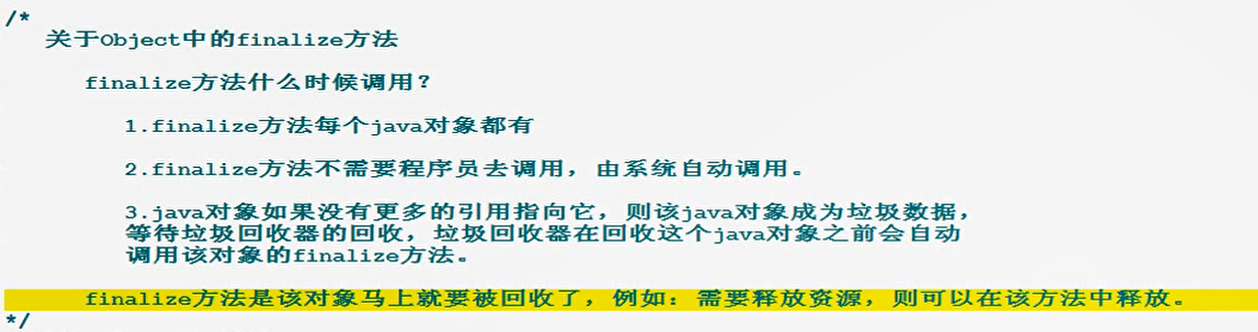 /*
关于Object中的finalize方法
finalize方法什么时候调用？
1.finalize方法每个java对象都有
2.finalize方法不需要程序员去调用，由系统自动调用。
3.java对象如果没有更多的引用指向它，则该java对象成为垃圾数据，
等待垃圾回收器的回收，垃圾回收器在回收这个java对象之前会自动
调用该对象的finalize方法。
finalize方法是该对象马上就要被回收了，例如：需要释放资源，则可以在该方法中释放。
*/